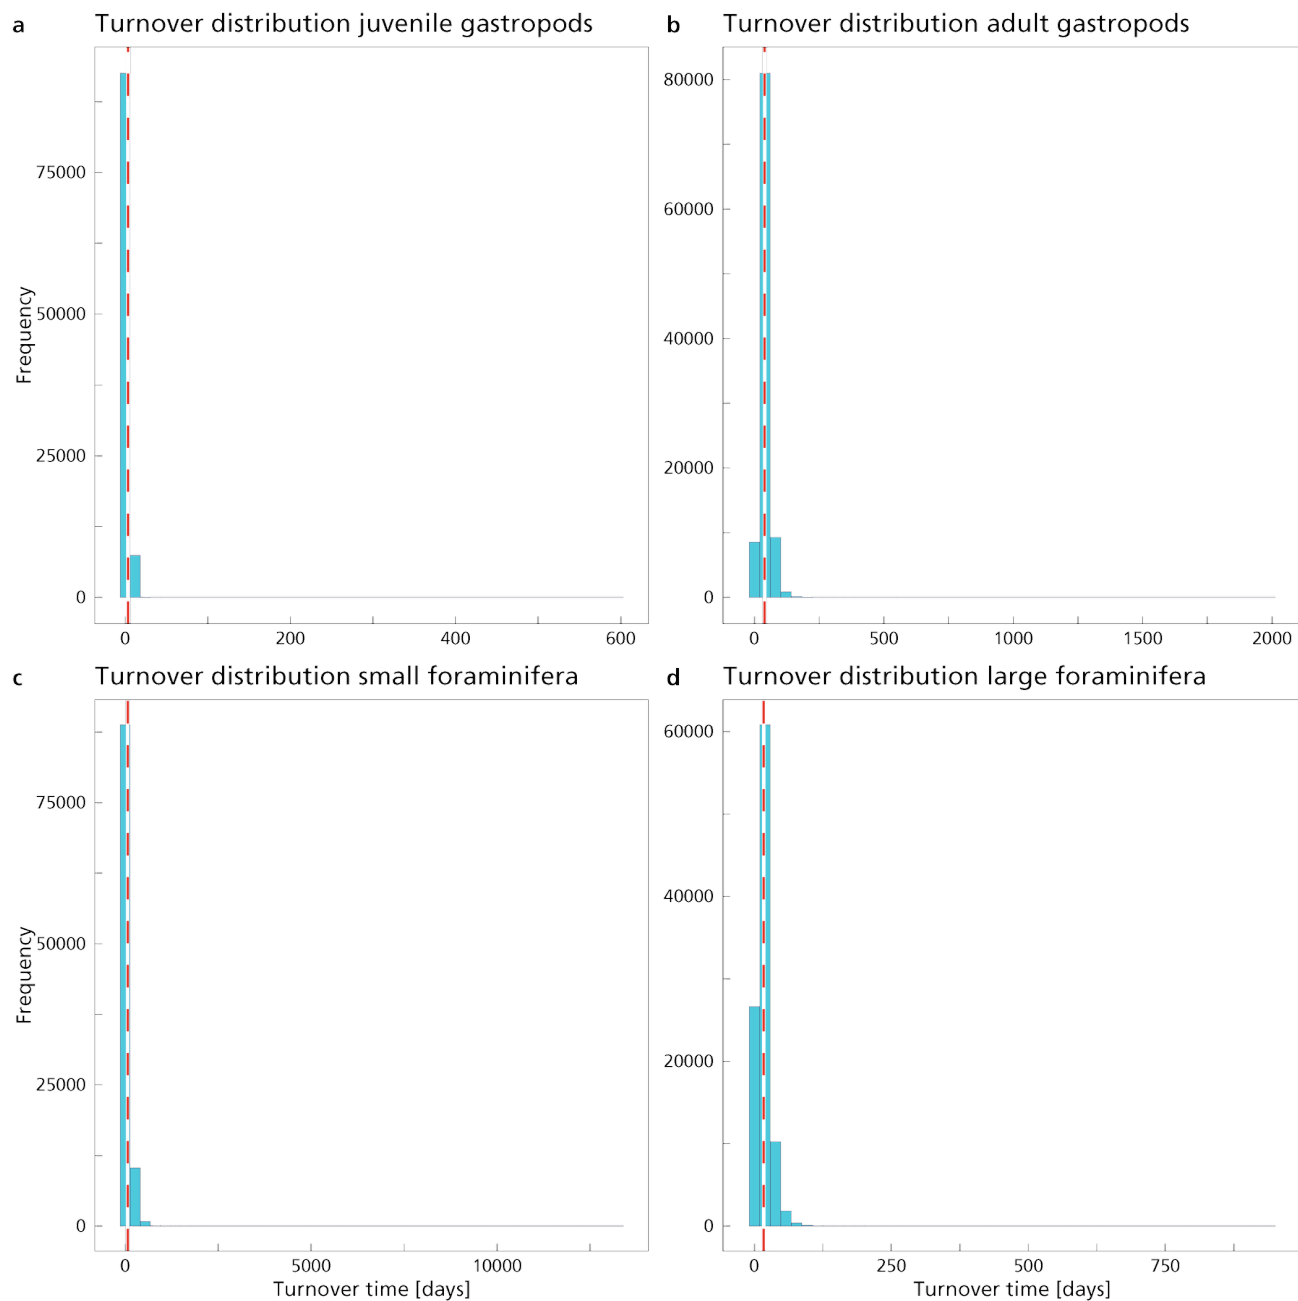 a Turnover distribution juvenile gastropods
Frequency
75000
50000
25000
0
0 200 400 600
b Turnover distribution adult gastropods
80000
60000
40000
20000
0
0 500 1000 1500 2000
c Turnover distribution small foraminifera
Frequency
75000
50000
25000
0
0 5000 10000
Turnover time [days]
d Turnover distribution large foraminifera
60000
40000
20000
0
0 250 500 750
Turnover time [days]